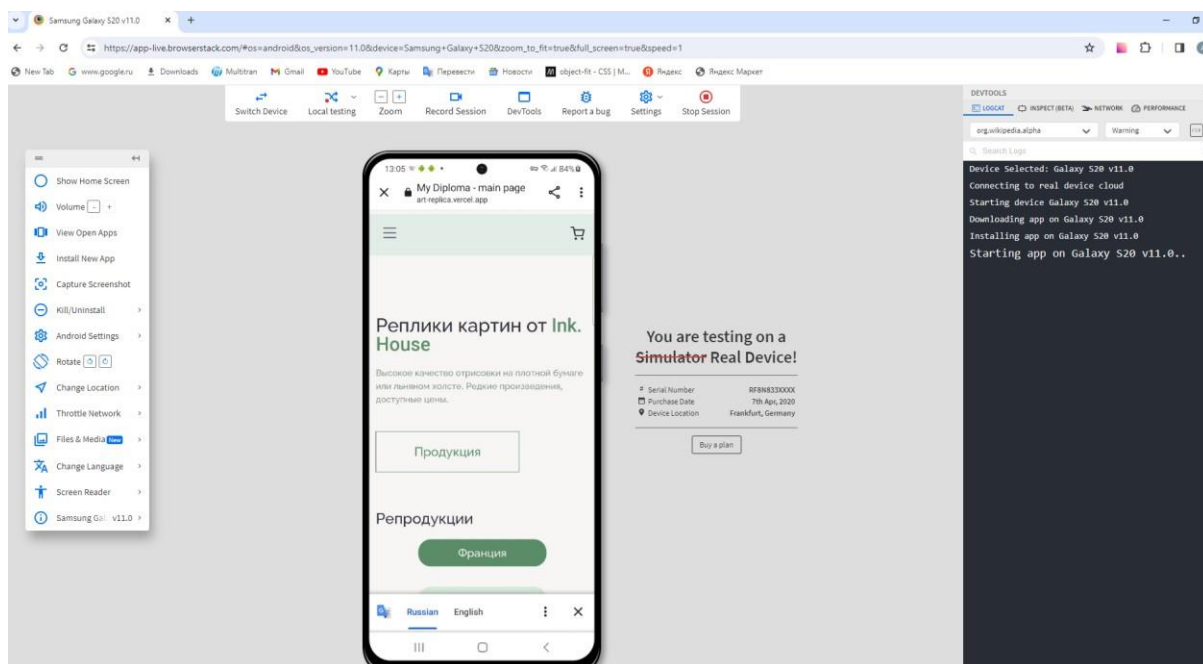 Samsung Galaxy S20 v11.0
https://app-live.browserstack.com/#os=android&os_version=11.0&device=Samsung+Galaxy+S20&zoom_to_fit=true&full_screen=true&speed=1
New Tab www.google.ru Downloads Multitran Gmail YouTube Карты Перевести Новости object-fit - CSS | M... Яндекс Яндекс Маркет
Switch Device Local testing Zoom Record Session DevTools Report a bug Settings Stop Session
DEVTOOLS
LOGCAT INSPECT (BETA) NETWORK PERFORMANCE
org.wikipedia.alpha Warning
Search Logs
Device Selected: Galaxy S20 v11.0
Connecting to real device cloud
Starting device Galaxy S20 v11.0
Downloading app on Galaxy S20 v11.0
Installing app on Galaxy S20 v11.0
Starting app on Galaxy S20 v11.0..
Show Home Screen
Volume - +
View Open Apps
Install New App
Capture Screenshot
Kill/Uninstall
Android Settings
Rotate
Change Location
Throttle Network
Files & Media New
Change Language
Screen Reader
Samsung Gal v11.0
13:05 84%
My Diploma - main page
art-replica.vercel.app
Реплики картин от Ink.
House
Высокое качество отрисовки на плотной бумаге
или льняном холсте. Редкие произведения,
доступные цены.
Продукция
Репродукции
Франция
Russian English
You are testing on a
Simulator Real Device!
# Serial Number RF8N833XXXX
Purchase Date 7th Apr, 2020
Device Location Frankfurt, Germany
Buy a plan